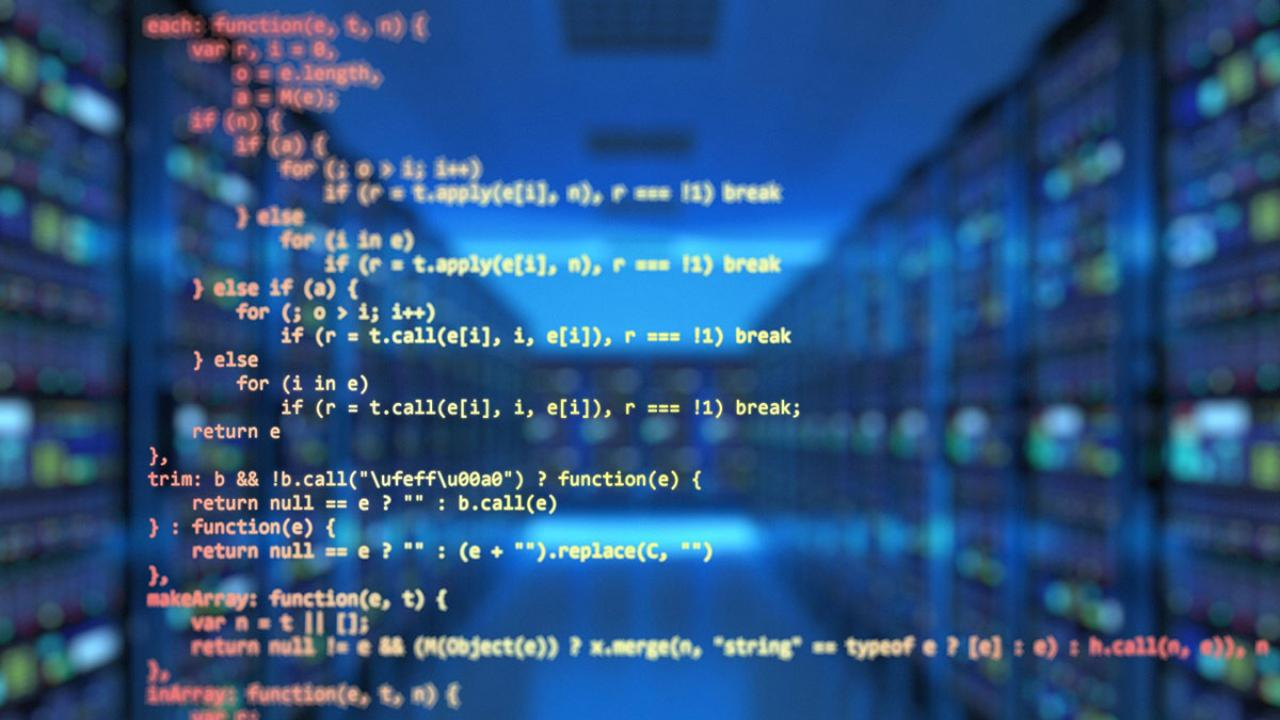 each: function(e, t, n) {
var r, i = 0,
o = e.length,
a = M(e);
if (n) {
if (a) {
for (; o > i; i++)
if (r = t.apply(e[i], n), r === !1) break
} else
for (i in e)
if (r = t.apply(e[i], n), r === !1) break
} else if (a) {
for (; o > i; i++)
if (r = t.call(e[i], i, e[i]), r === !1) break
} else
for (i in e)
if (r = t.call(e[i], i, e[i]), r === !1) break;
return e
},
trim: b && !b.call("\ufeff\u00a0") ? function(e) {
return null == e ? "" : b.call(e)
} : function(e) {
return null == e ? "" : (e + "").replace(C, "")
},
makeArray: function(e, t) {
var n = t || [];
return null != e && (M(Object(e)) ? x.merge(n, "string" == typeof e ? [e] : e) : h.call(n, e)), n
},
inArray: function(e, t, n) {
var r;